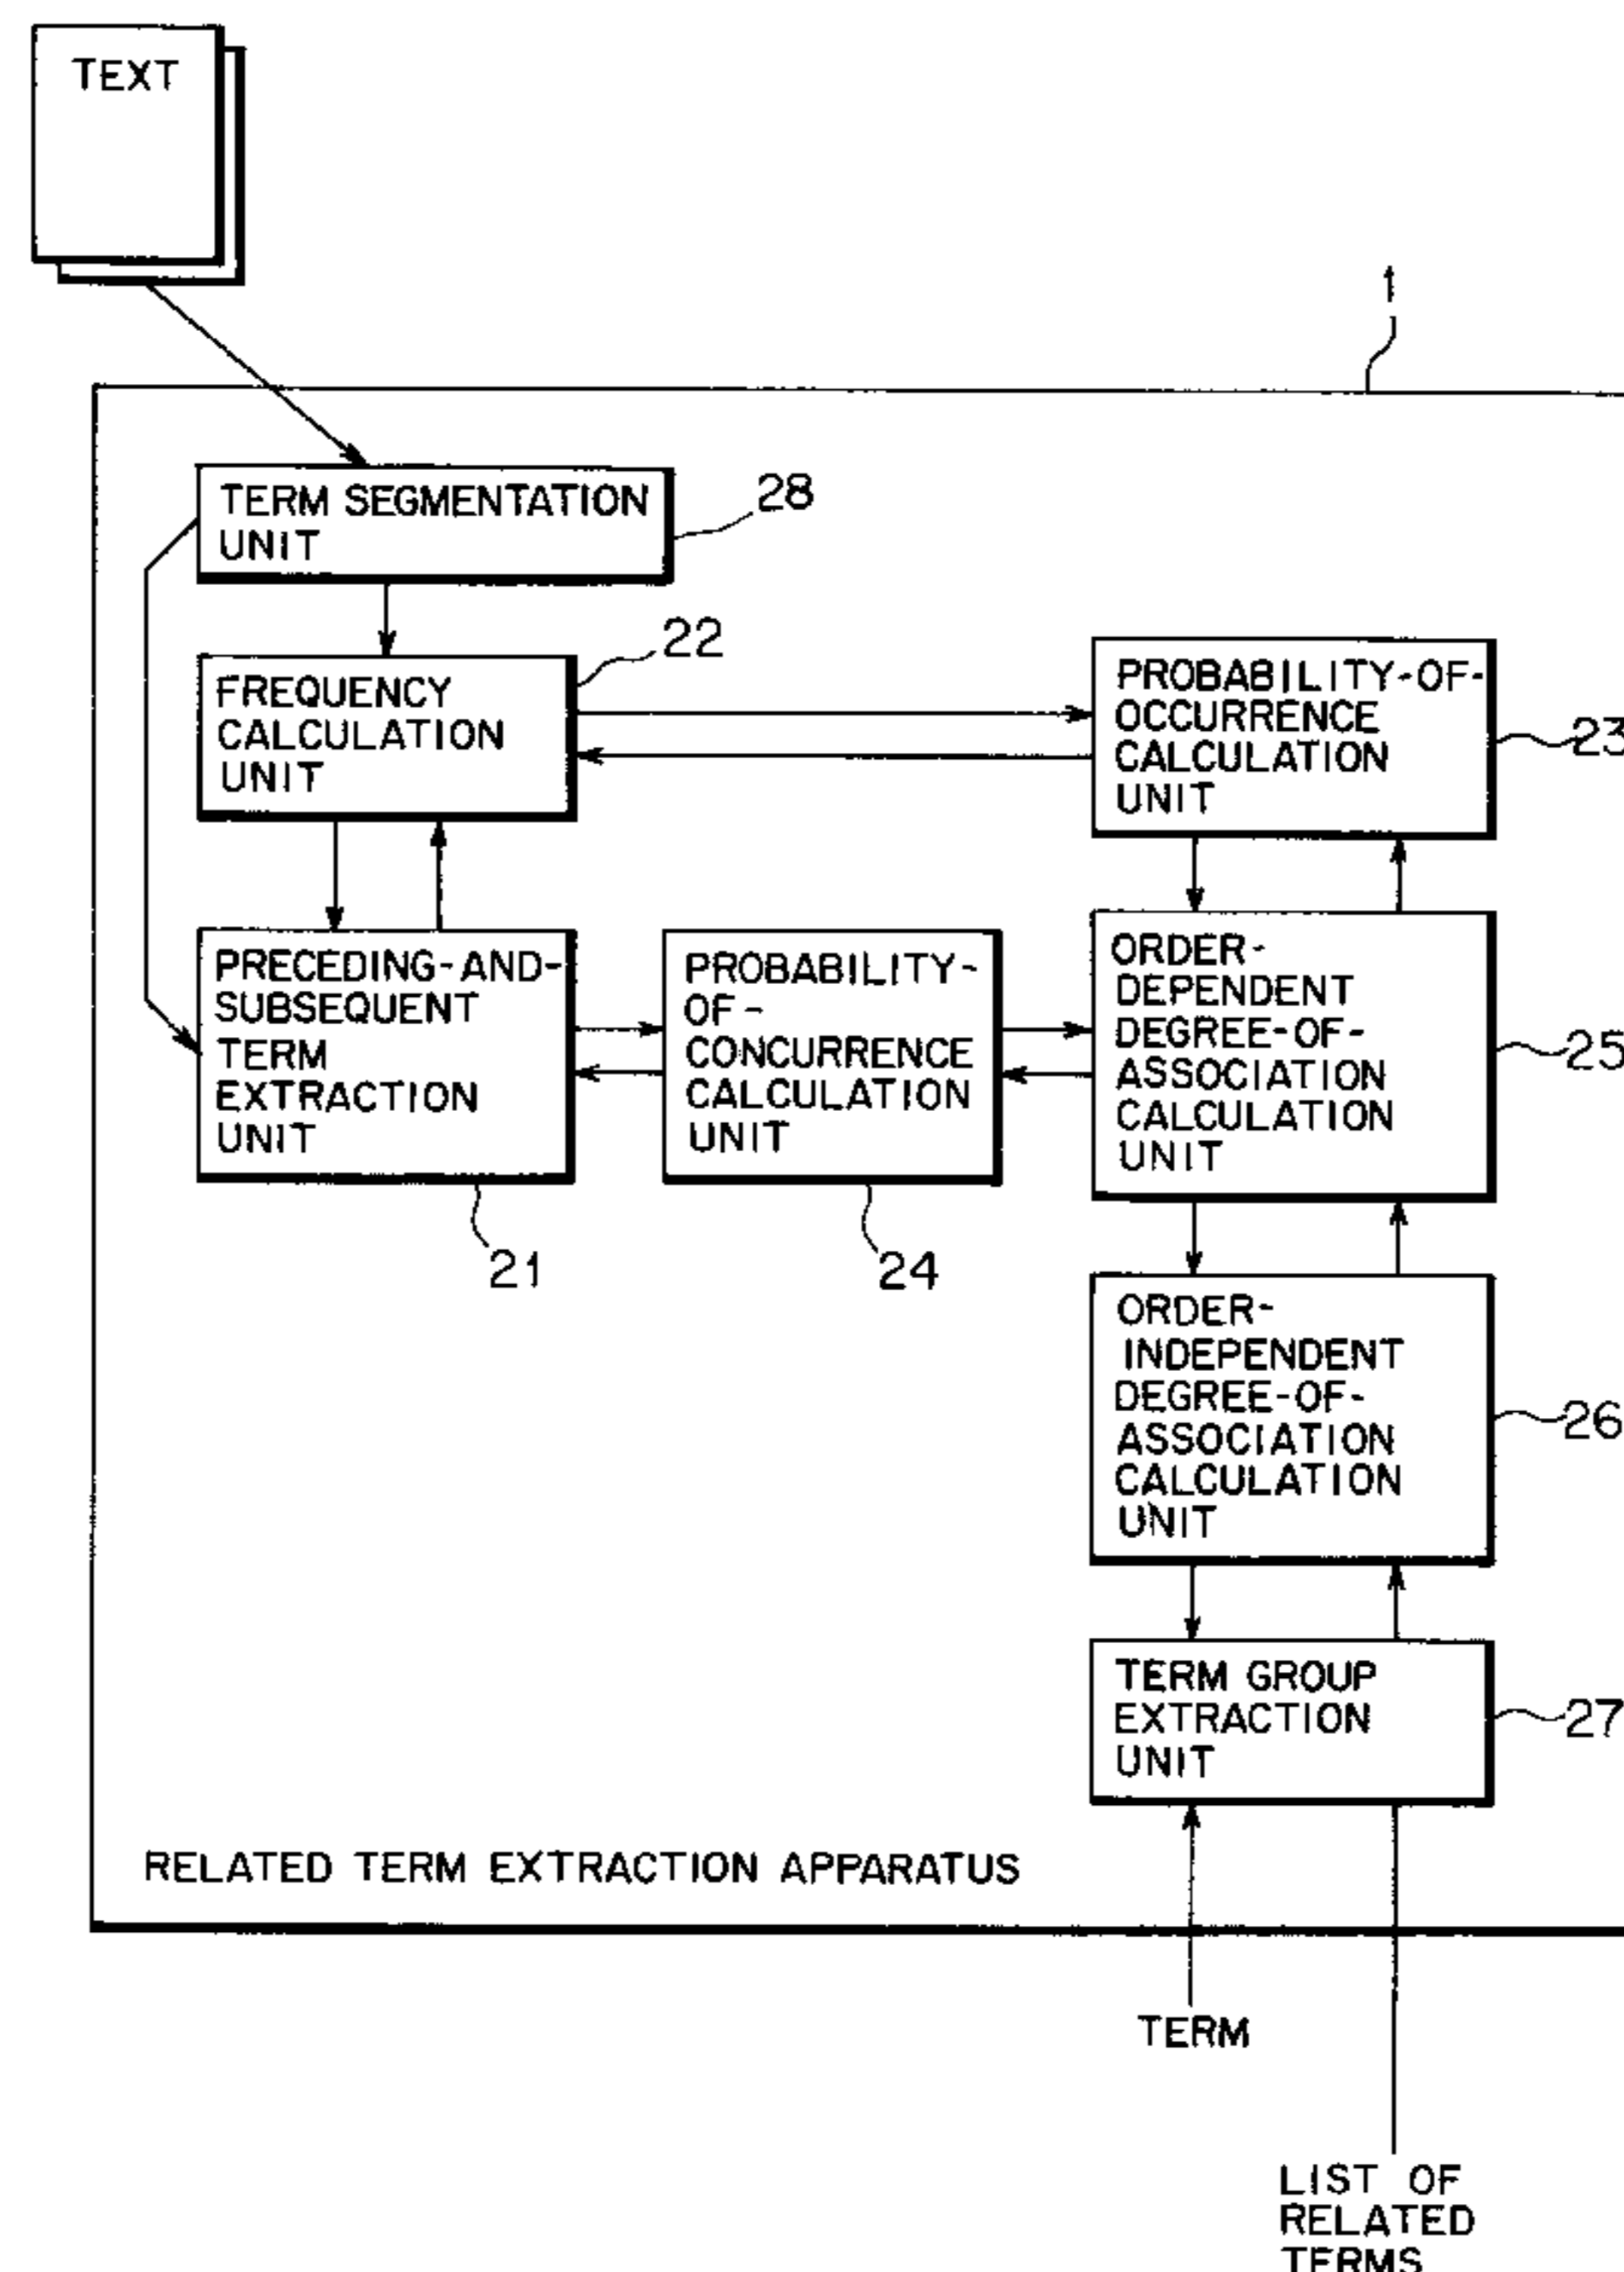 TEXT
1
TERM SEGMENTATION
UNIT
28
FREQUENCY
CALCULATION
UNIT
22
PROBABILITY-OF-
OCCURRENCE
CALCULATION
UNIT
23
PRECEDING-AND-
SUBSEQUENT
TERM
EXTRACTION
UNIT
21
PROBABILITY-
OF-
CONCURRENCE
CALCULATION
UNIT
24
ORDER-
DEPENDENT
DEGREE-OF-
ASSOCIATION
CALCULATION
UNIT
25
ORDER-
INDEPENDENT
DEGREE-OF-
ASSOCIATION
CALCULATION
UNIT
26
TERM GROUP
EXTRACTION
UNIT
27
RELATED TERM EXTRACTION APPARATUS
TERM
LIST OF
RELATED
TERMS